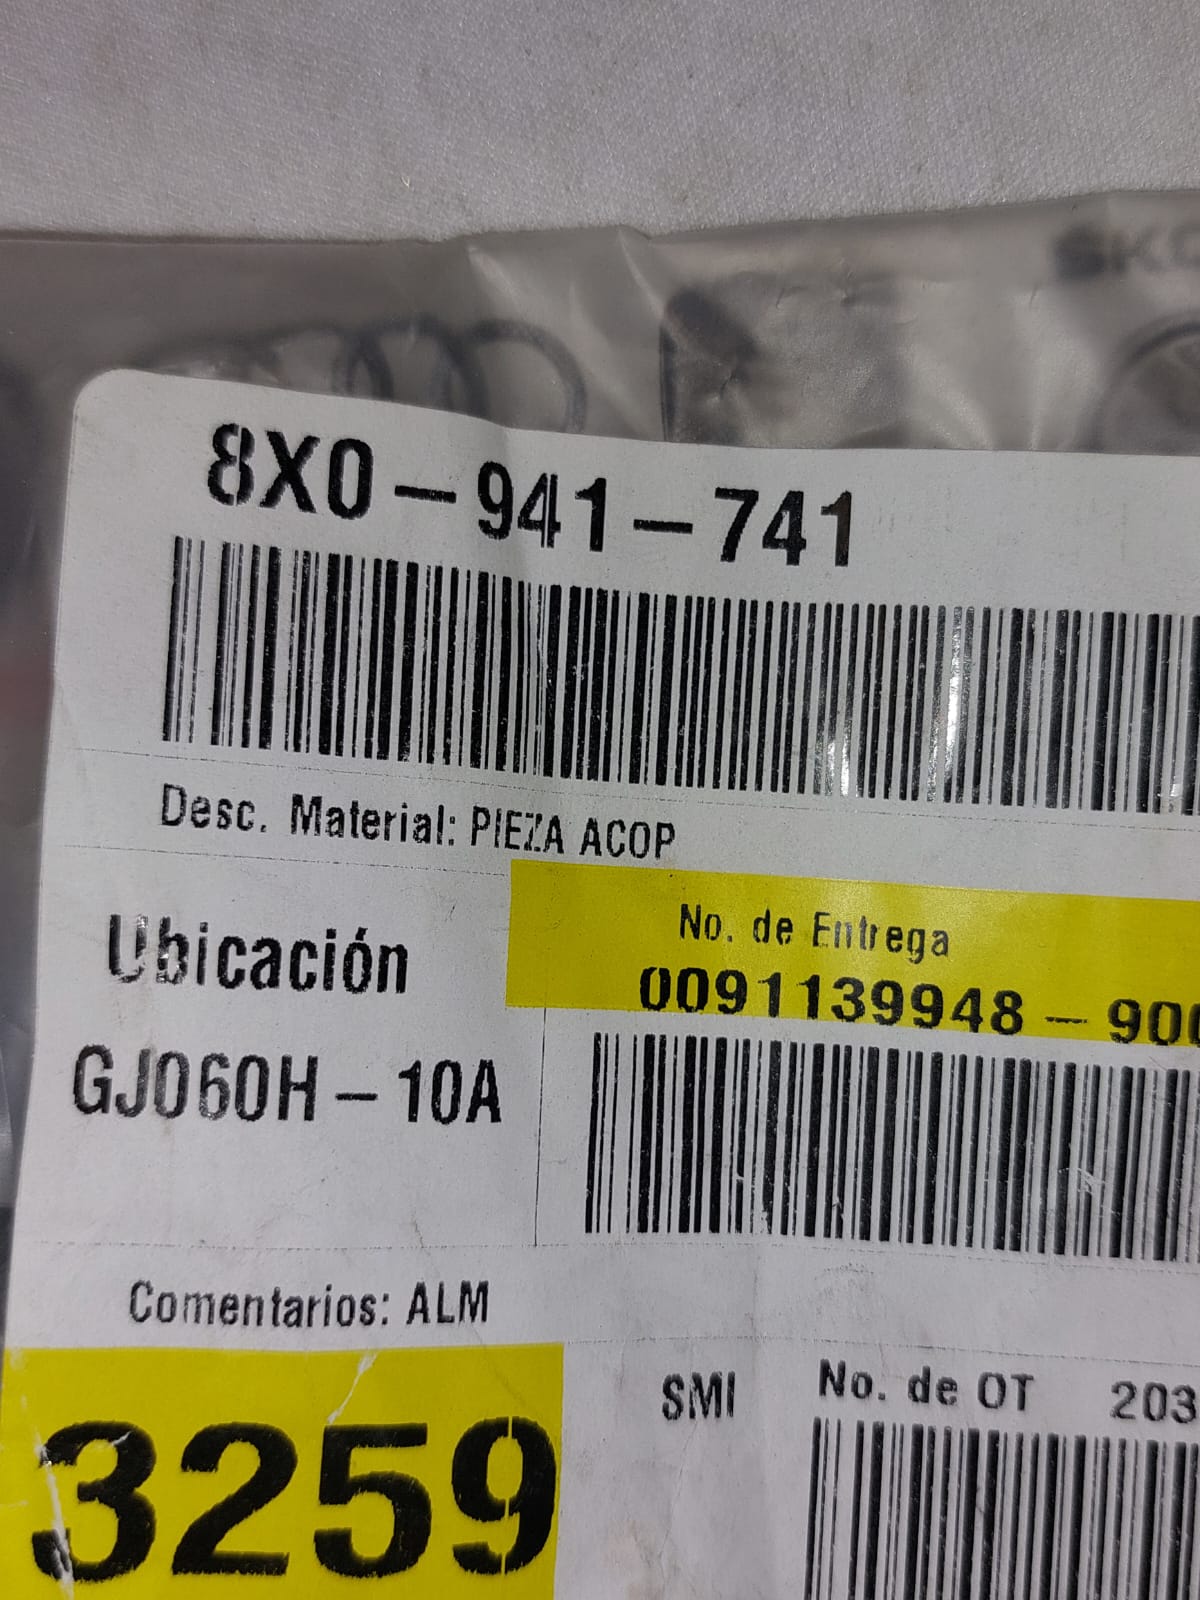 8X0-941-741
Desc. Material: PIEZA ACOP
No. de Entrega
Ubicación
0091139948-900
GJ060H-10A
Comentarios: ALM
SMI No. de OT 203
3259